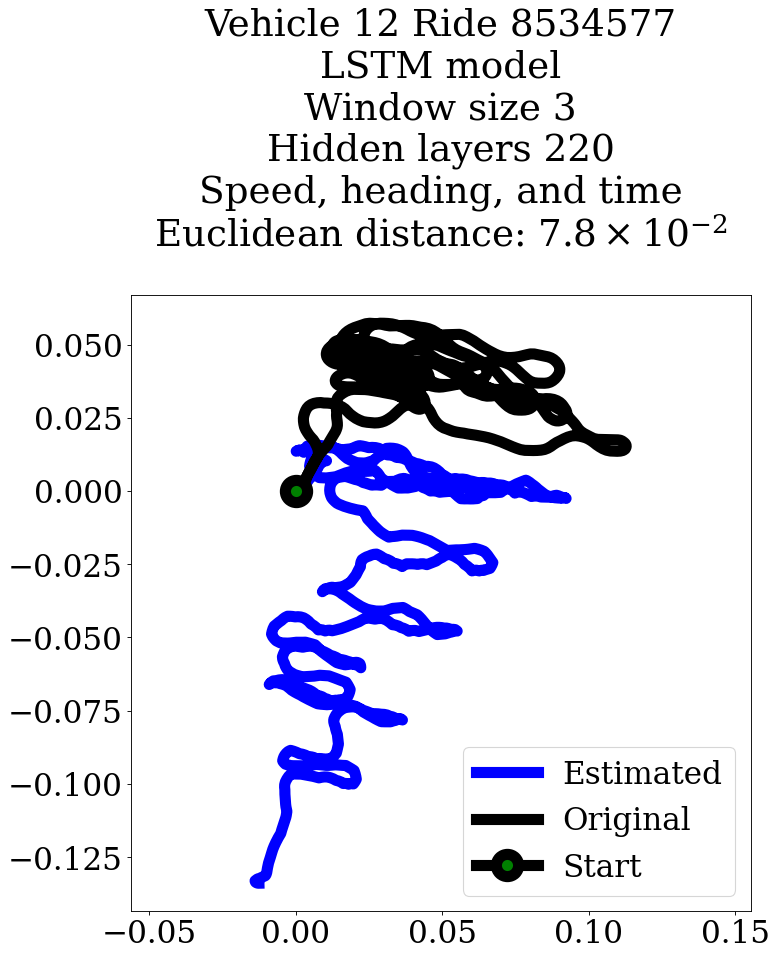 Vehicle 12 Ride 8534577
LSTM model
Window size 3
Hidden layers 220
Speed, heading, and time
Euclidean distance: 7.8 × 10⁻²
0.050
0.025
0.000
−0.025
−0.050
−0.075
−0.100
−0.125
Estimated
Original
Start
−0.05
0.00
0.05
0.10
0.15